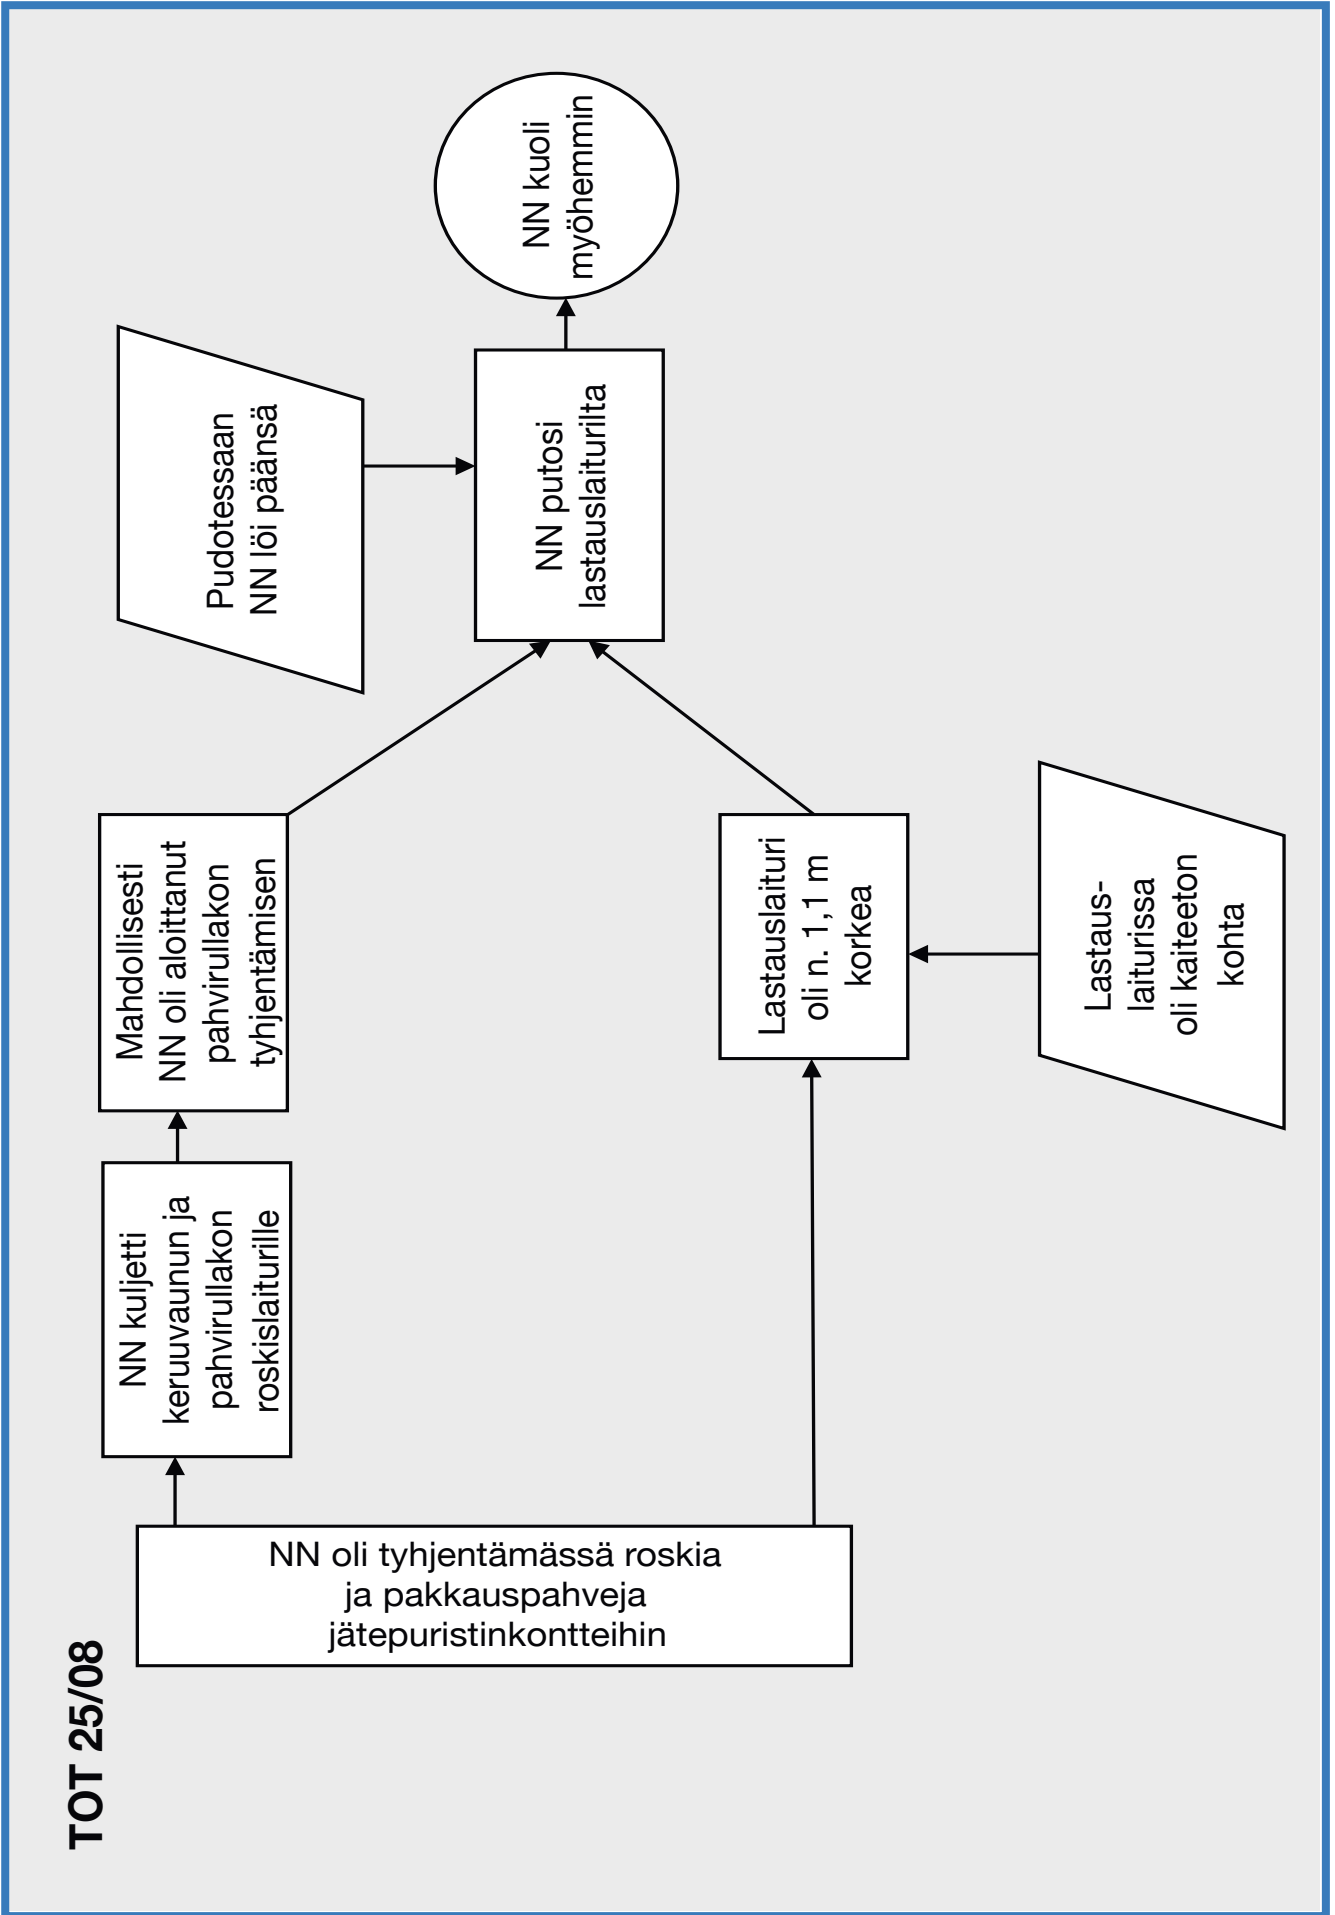 TOT 25/08
NN oli tyhjentämässä roskia
ja pakkauspahveja
jätepuristinkontteihin
NN kuljetti
keruuvaunun ja
pahvirullakon
roskislaiturille
Mahdollisesti
NN oli aloittanut
pahvirullakon
tyhjentämisen
Lastauslaituri
oli n. 1,1 m
korkea
Lastaus-
laiturissa
oli kaiteeton
kohta
Pudotessaan
NN löi päänsä
NN putosi
lastauslaiturilta
NN kuoli
myöhemmin